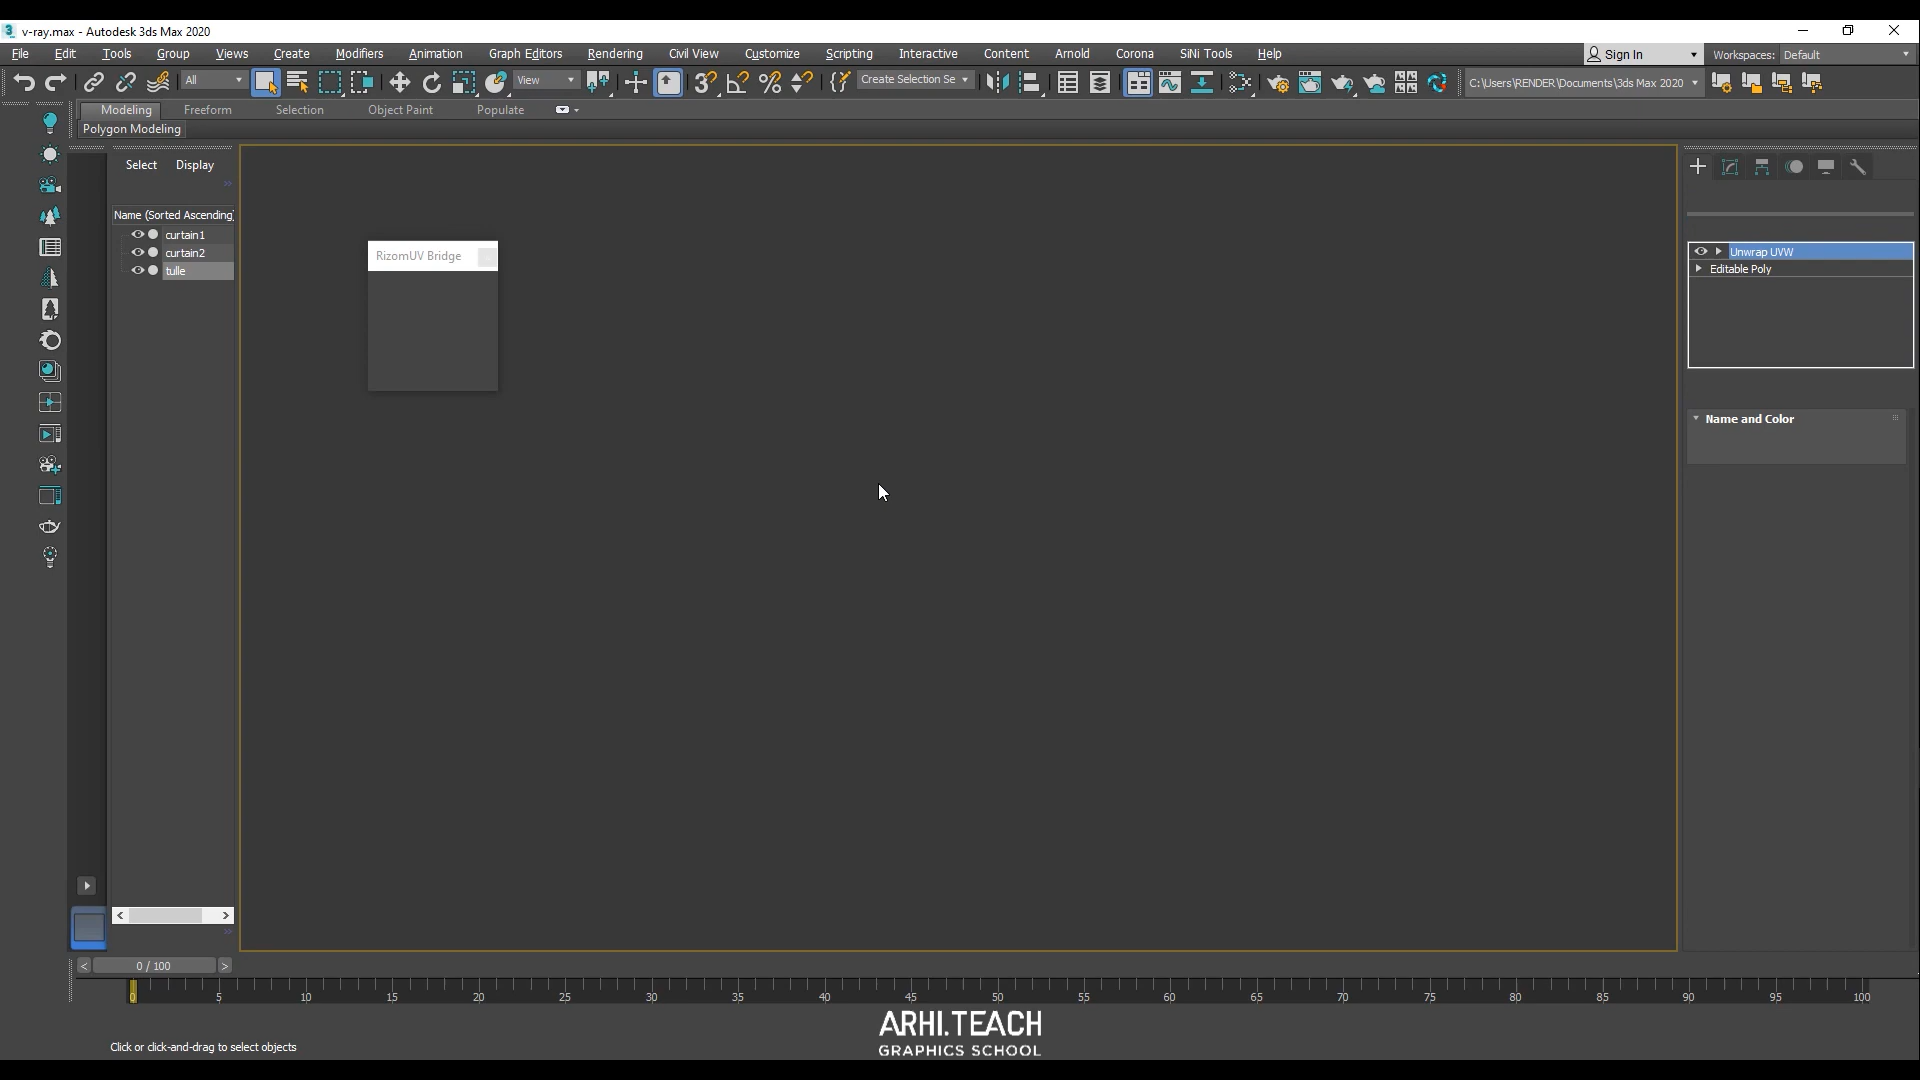 v-ray.max - Autodesk 3ds Max 2020
File Edit Tools Group Views Create Modifiers Animation Graph Editors Rendering Civil View Customize Scripting Interactive Content Arnold Corona SiNi Tools Help
Sign In
Workspaces: Default
All
View
Create Selection Se
C:\Users\RENDER\Documents\3ds Max 2020
Modeling Freeform Selection Object Paint Populate
Polygon Modeling
Select Display
Name (Sorted Ascending)
curtain1
curtain2
tulle
RizomUV Bridge
Unwrap UVW
Editable Poly
Name and Color
0 / 100
0 5 10 15 20 25 30 35 40 45 50 55 60 65 70 75 80 85 90 95 100
ARHI.TEACH
GRAPHICS SCHOOL
Click or click-and-drag to select objects